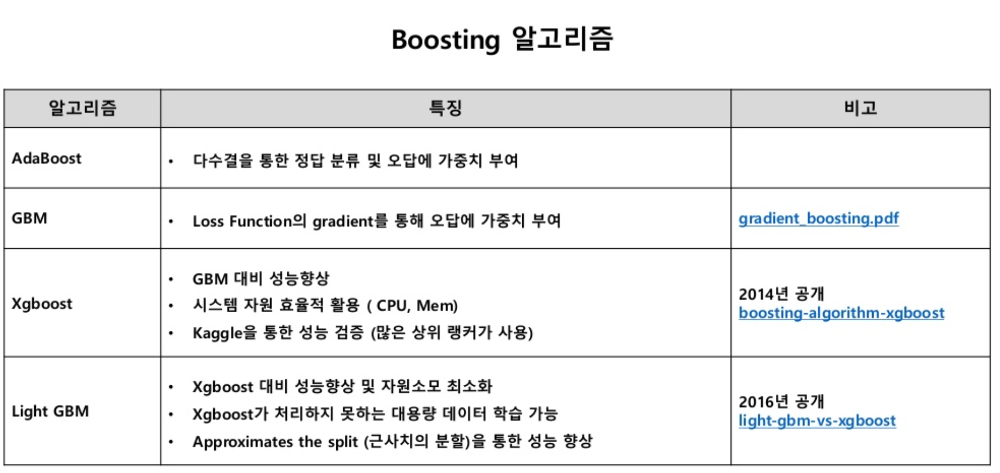 Boosting 알고리즘
알고리즘
특징
비고
AdaBoost
• 다수결을 통한 정답 분류 및 오답에 가중치 부여
GBM
• Loss Function의 gradient를 통해 오답에 가중치 부여
gradient_boosting.pdf
Xgboost
• GBM 대비 성능향상
• 시스템 자원 효율적 활용 ( CPU, Mem)
• Kaggle을 통한 성능 검증 (많은 상위 랭커가 사용)
2014년 공개
boosting-algorithm-xgboost
Light GBM
• Xgboost 대비 성능향상 및 자원소모 최소화
• Xgboost가 처리하지 못하는 대용량 데이터 학습 가능
• Approximates the split (근사치의 분할)을 통한 성능 향상
2016년 공개
light-gbm-vs-xgboost